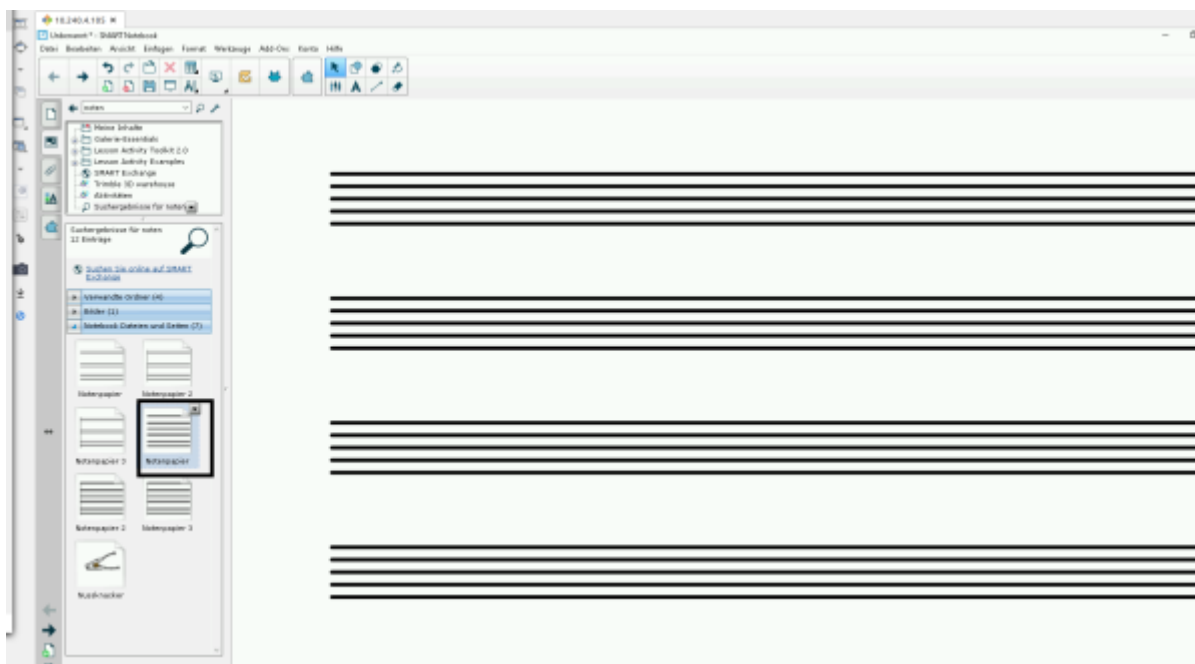 10.240.4.105
Unbenannt * - SMART Notebook
Datei Bearbeiten Ansicht Einfügen Format Werkzeuge Add-Ons Konto Hilfe
noten
Meine Inhalte
Galerie-Essentials
Lesson Activity Toolkit 2.0
Lesson Activity Examples
SMART Exchange
Trimble 3D warehouse
Aktivitäten
Suchergebnisse für noten
Suchergebnisse für noten
12 Einträge
Suchen Sie online auf SMART
Exchange
Verwandte Ordner (4)
Bilder (1)
Notebook Dateien und Seiten (7)
Notenpapier Notenpapier 2
Notenpapier 3 Notenpapier
Notenpapier 2 Notenpapier 3
Nussknacker